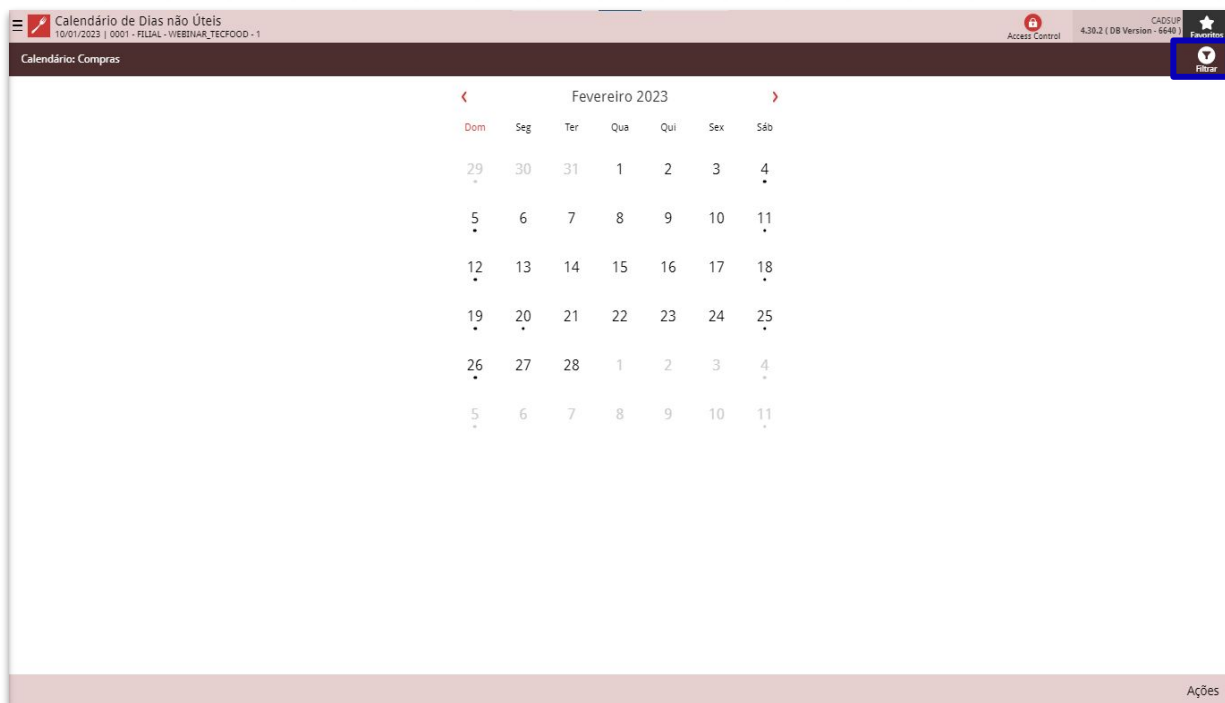 Calendário de Dias não Úteis
10/01/2023 | 0001 - FILIAL - WEBINAR_TECFOOD - 1
Access Control
CADSUP
4.30.2 ( DB Version - 6640 )
Favoritos
Calendário: Compras
Filtrar
Fevereiro 2023
Dom Seg Ter Qua Qui Sex Sáb
29 30 31 1 2 3 4
5 6 7 8 9 10 11
12 13 14 15 16 17 18
19 20 21 22 23 24 25
26 27 28 1 2 3 4
5 6 7 8 9 10 11
Ações